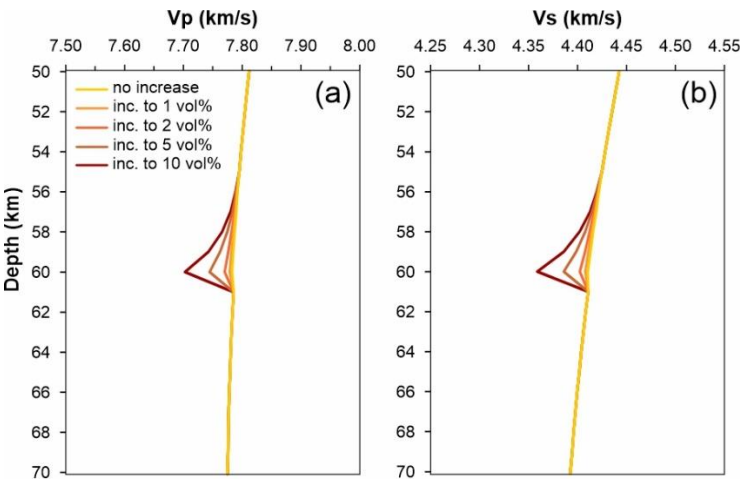 Vp (km/s)
7.50 7.60 7.70 7.80 7.90 8.00
Vs (km/s)
4.25 4.30 4.35 4.40 4.45 4.50 4.55
Depth (km)
50
52
54
56
58
60
62
64
66
68
70
(a)
no increase
inc. to 1 vol%
inc. to 2 vol%
inc. to 5 vol%
inc. to 10 vol%
50
52
54
56
58
60
62
64
66
68
70
(b)